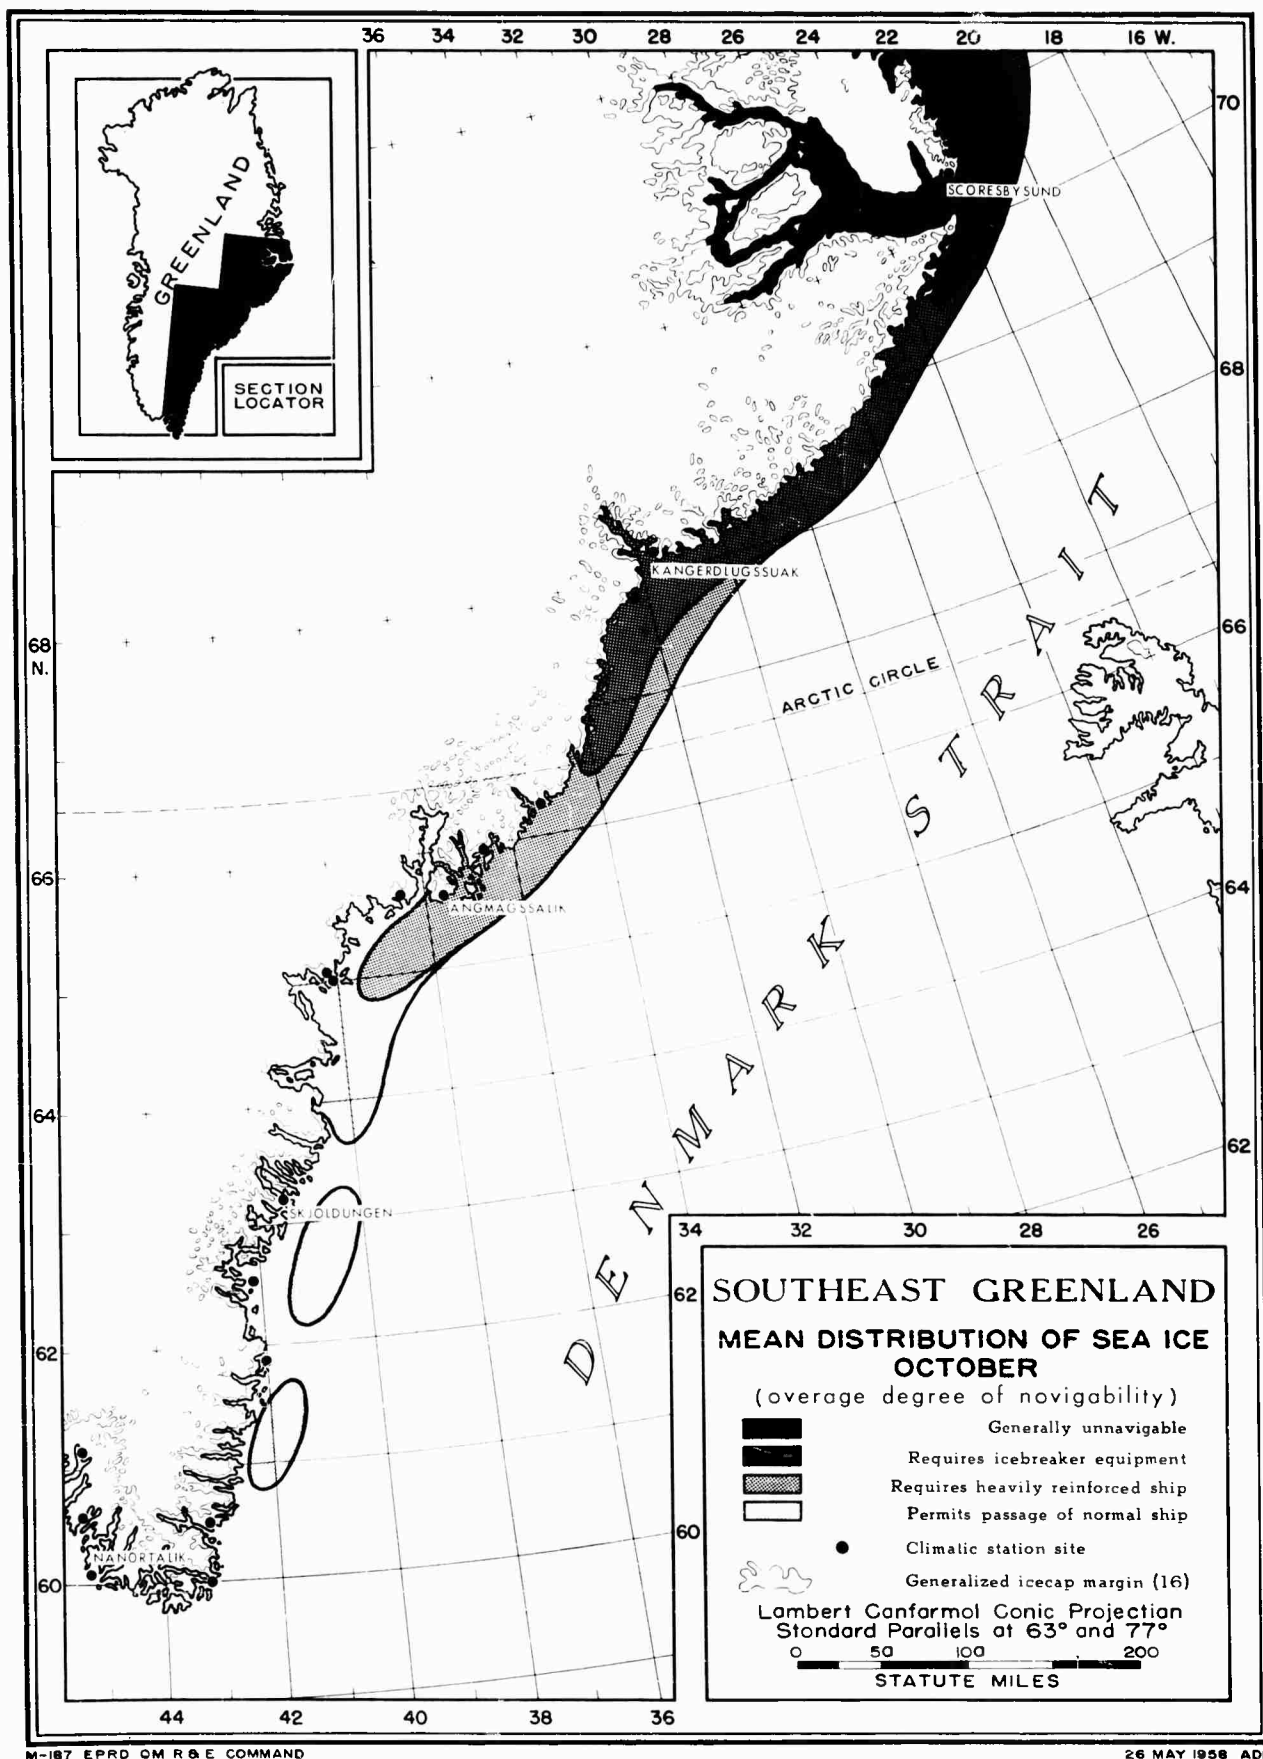 36 34 32 30 28 26 24 22 20 18 16 W.
70
GREENLAND
SECTION
LOCATOR
SCORESBYSUND
68
KANGERDLUGSSUAK
68
N.
66
ARCTIC CIRCLE
DENMARK STRAIT
66
64
ANGMAGSSALIK
64
62
SKJOLDUNGEN
34 32 30 28 26
62
62
60
NANORTALIK
60
SOUTHEAST GREENLAND
MEAN DISTRIBUTION OF SEA ICE
OCTOBER
(overage degree of novigability)
Generally unnavigable
Requires icebreaker equipment
Requires heavily reinforced ship
Permits passage of normal ship
Climatic station site
Generalized icecap margin (16)
Lambert Canfarmol Conic Projection
Standard Parallels at 63° and 77°
0 50 100 200
STATUTE MILES
44 42 40 38 36
M-187 EPRD QM R & E COMMAND
26 MAY 1958 AD